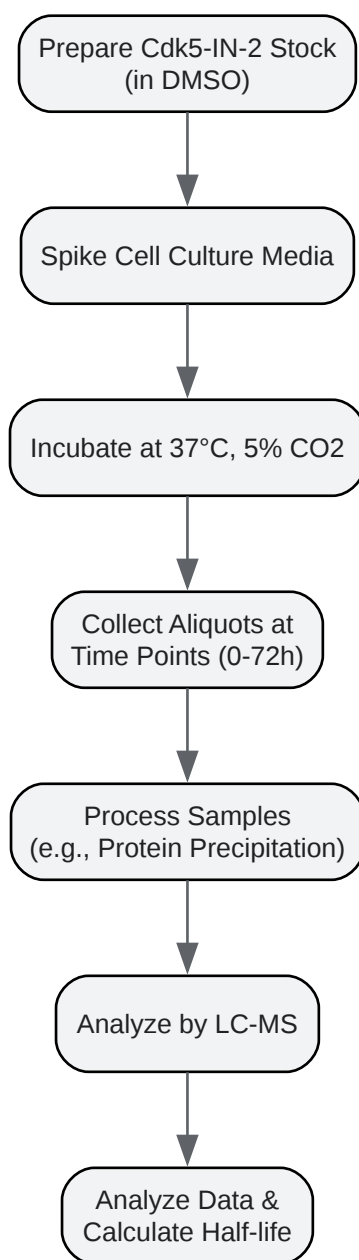 Prepare Cdk5-IN-2 Stock
(in DMSO)
Spike Cell Culture Media
Incubate at 37°C, 5% CO2
Collect Aliquots at
Time Points (0-72h)
Process Samples
(e.g., Protein Precipitation)
Analyze by LC-MS
Analyze Data &
Calculate Half-life